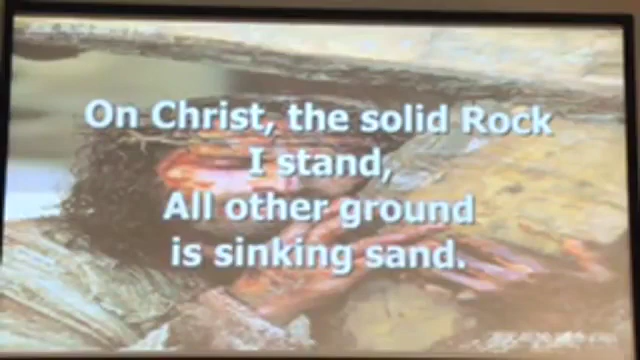 On Christ, the solid Rock
I stand,
All other ground
is sinking sand.